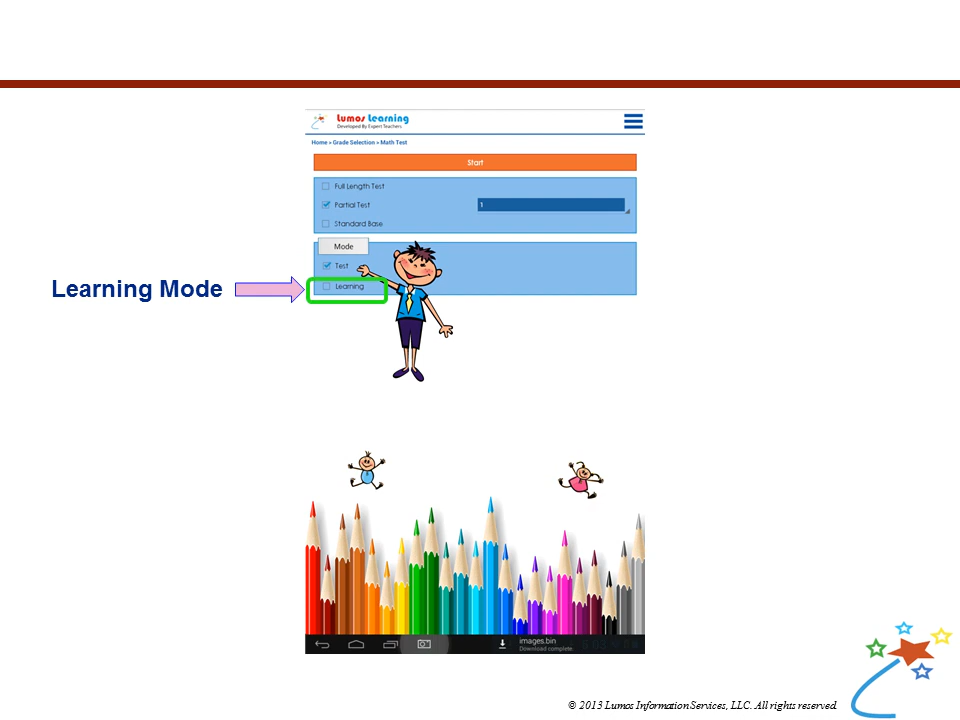 Lumos Learning
Developed By Expert Teachers
Home » Grade Selection » Math Test
Start
Full Length Test
Partial Test
1
Standard Base
Mode
Test
Learning Mode
Learning
images.bin
Download complete.
© 2013 Lumos Information Services, LLC. All rights reserved.